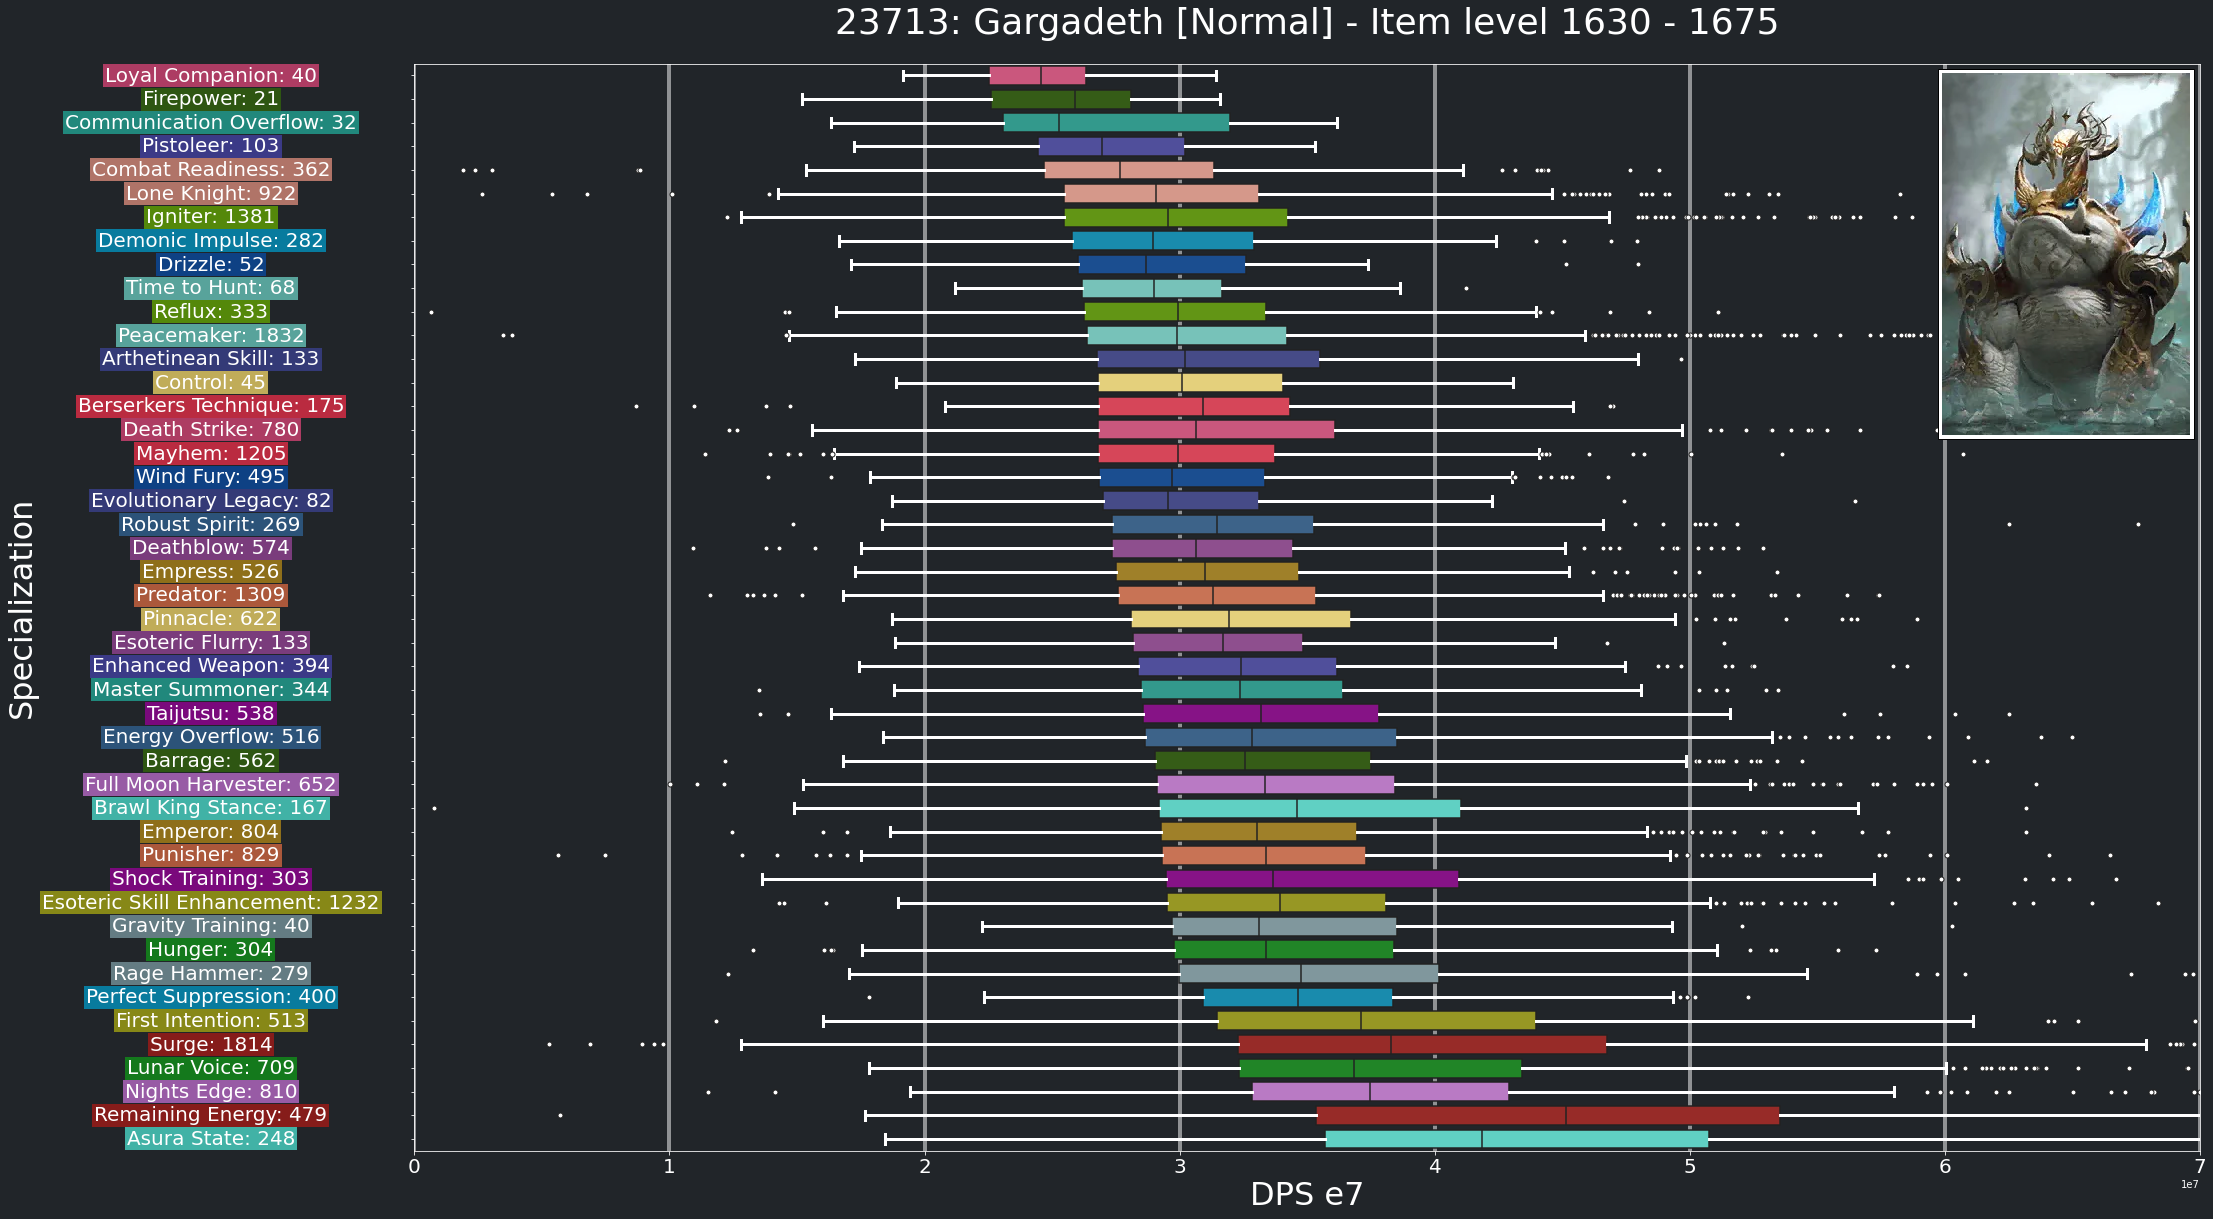 23713: Gargadeth [Normal] - Item level 1630 - 1675
Specialization
Loyal Companion: 40
Firepower: 21
Communication Overflow: 32
Pistoleer: 103
Combat Readiness: 362
Lone Knight: 922
Igniter: 1381
Demonic Impulse: 282
Drizzle: 52
Time to Hunt: 68
Reflux: 333
Peacemaker: 1832
Arthetinean Skill: 133
Control: 45
Berserkers Technique: 175
Death Strike: 780
Mayhem: 1205
Wind Fury: 495
Evolutionary Legacy: 82
Robust Spirit: 269
Deathblow: 574
Empress: 526
Predator: 1309
Pinnacle: 622
Esoteric Flurry: 133
Enhanced Weapon: 394
Master Summoner: 344
Taijutsu: 538
Energy Overflow: 516
Barrage: 562
Full Moon Harvester: 652
Brawl King Stance: 167
Emperor: 804
Punisher: 829
Shock Training: 303
Esoteric Skill Enhancement: 1232
Gravity Training: 40
Hunger: 304
Rage Hammer: 279
Perfect Suppression: 400
First Intention: 513
Surge: 1814
Lunar Voice: 709
Nights Edge: 810
Remaining Energy: 479
Asura State: 248
0 1 2 3 4 5 6 7
1e7
DPS e7